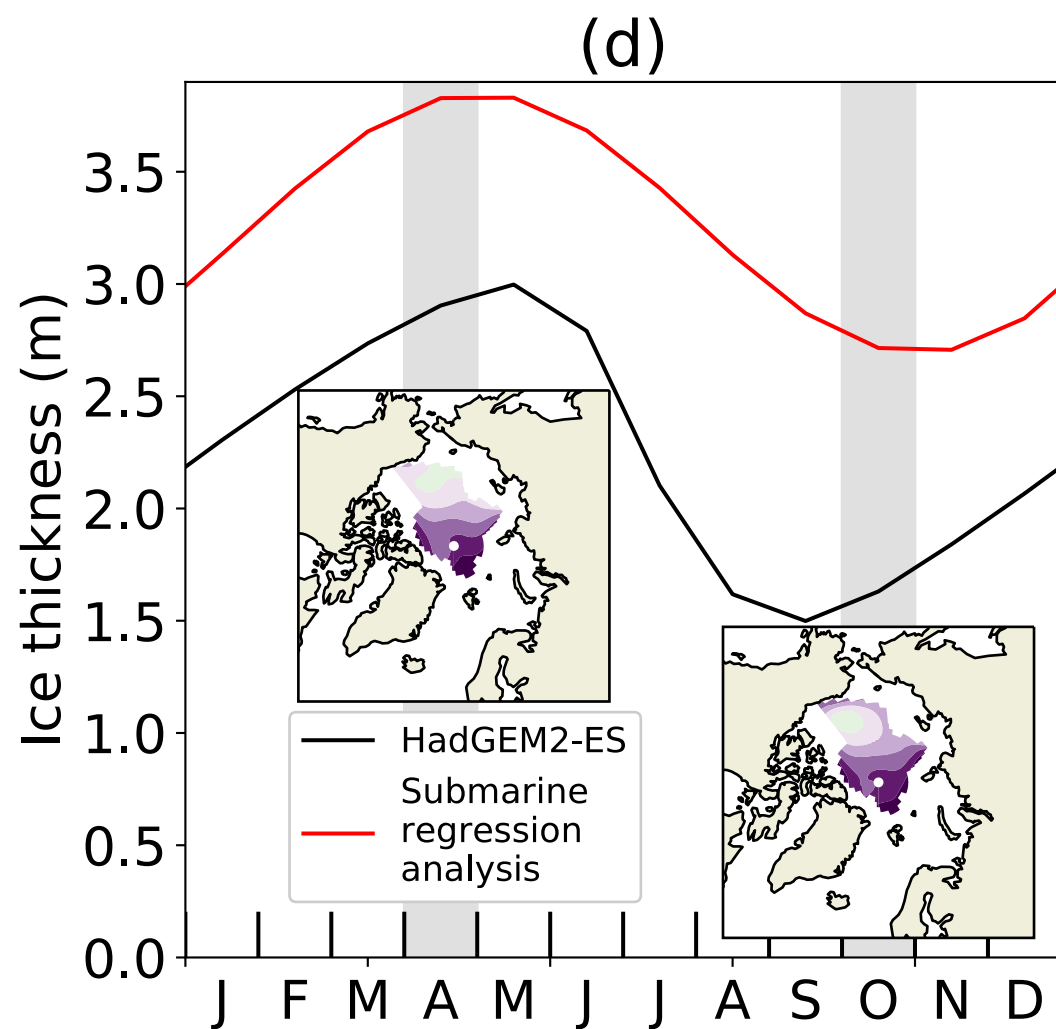 (d)
Ice thickness (m)
3.5
3.0
2.5
2.0
1.5
1.0
0.5
0.0
HadGEM2-ES
Submarine
regression
analysis
J F M A M J J A S O N D